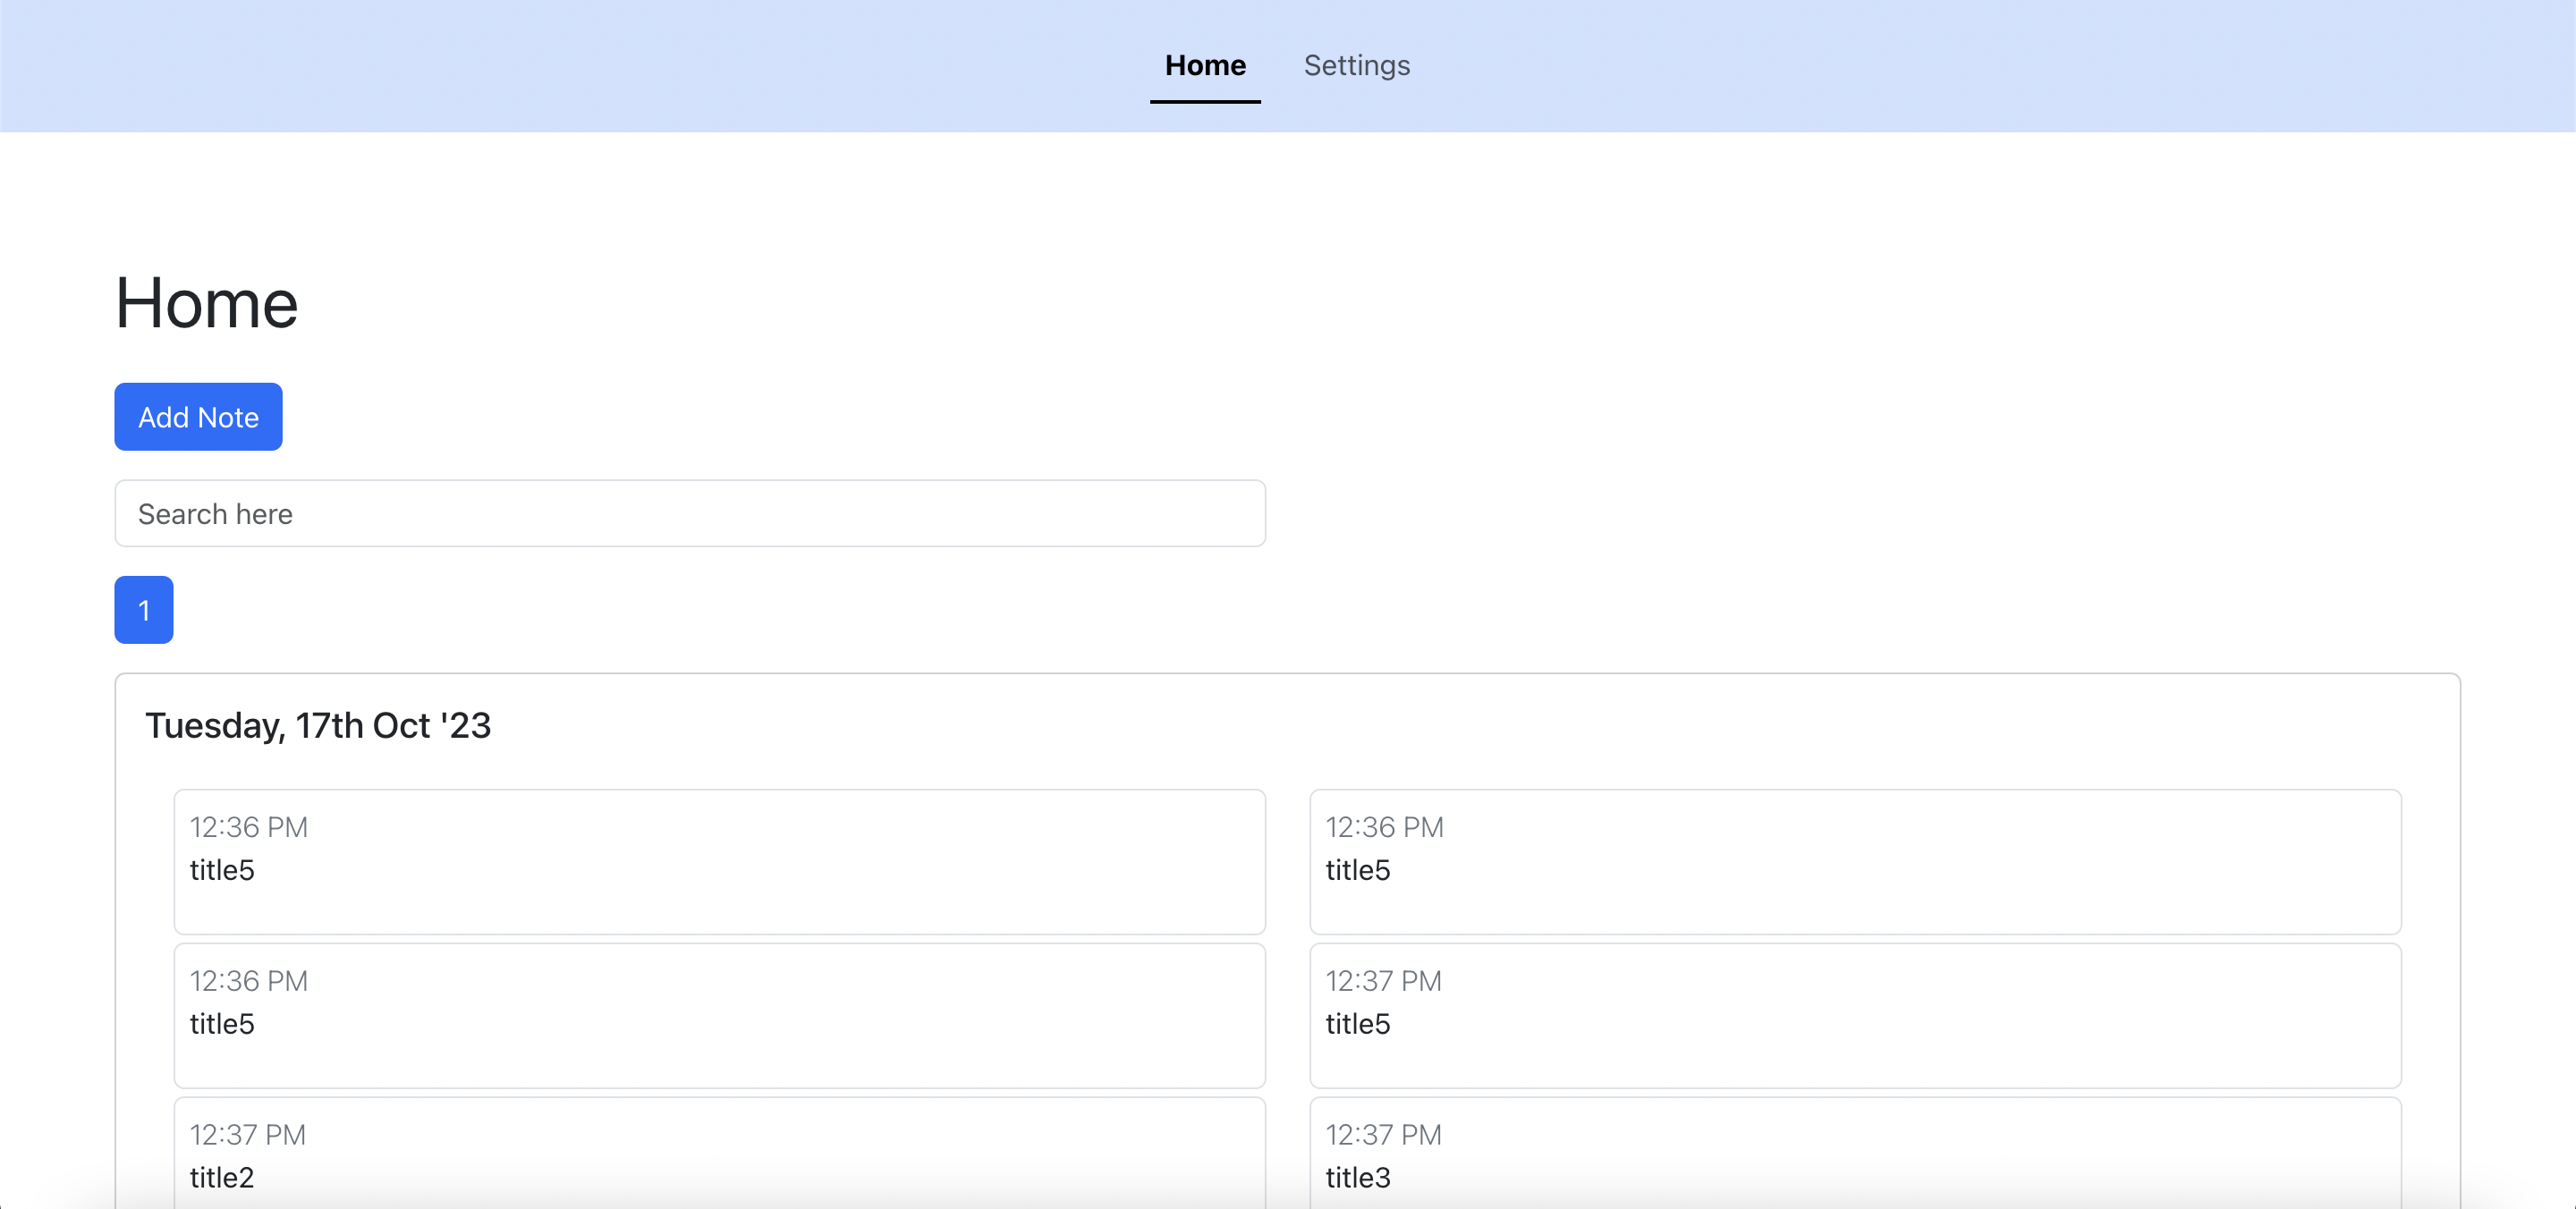 Home Settings
Home
Add Note
Search here
1
Tuesday, 17th Oct '23
12:36 PM
title5
12:36 PM
title5
12:36 PM
title5
12:37 PM
title5
12:37 PM
title2
12:37 PM
title3